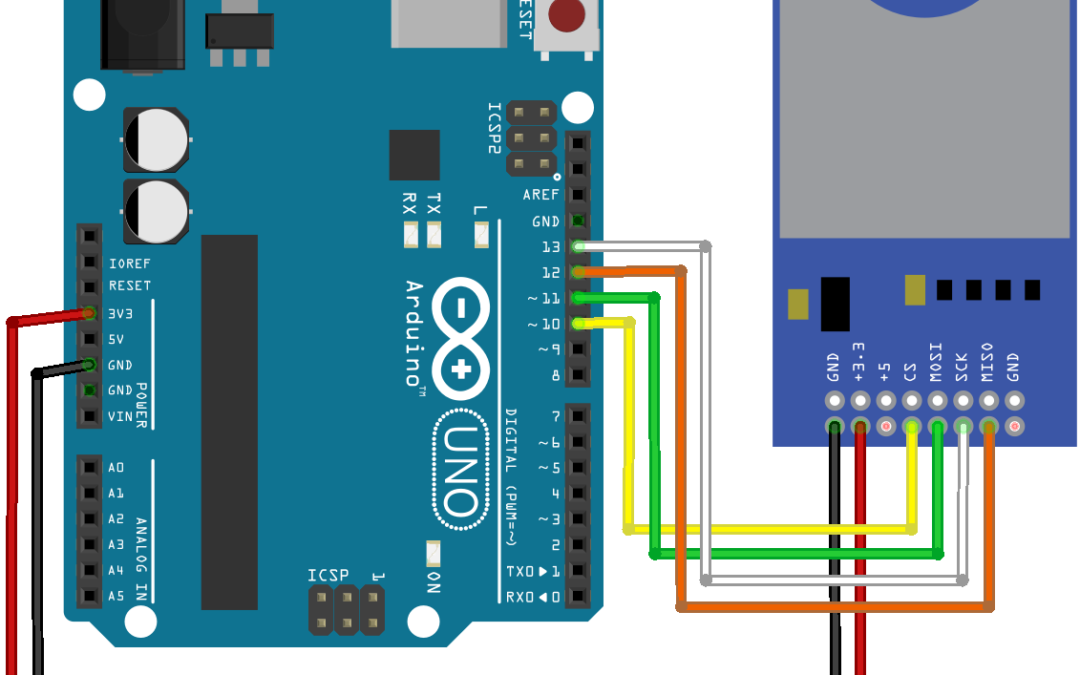 RESET
ICSP2
AREF
GND
13
12
~11
~10
~9
8
RX
TX
L
IOREF
RESET
3V3
5V
GND
GND
VIN
POWER
Arduino™
UNO
DIGITAL (PWM=~)
7
~6
~5
4
~3
2
TX0▶1
RX0◀0
A0
A1
A2
A3
A4
A5
ANALOG IN
ICSP
1
ON
GND
+3.3
+5
CS
MOSI
SCK
MISO
GND